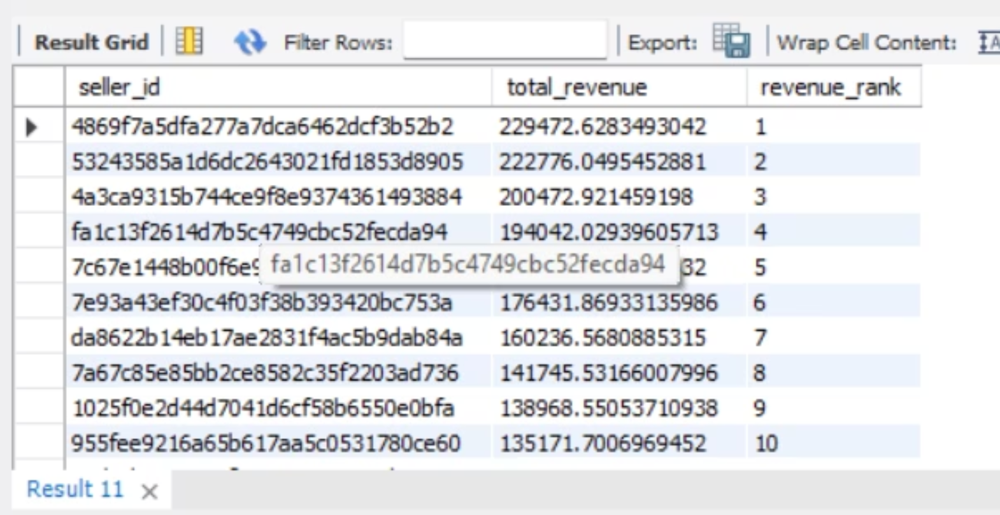 Result Grid Filter Rows: Export: Wrap Cell Content: A
seller_id total_revenue revenue_rank
4869f7a5dfa277a7dca6462dcf3b52b2 229472.6283493042 1
53243585a1d6dc2643021fd1853d8905 222776.0495452881 2
4a3ca9315b744ce9f8e9374361493884 200472.921459198 3
fa1c13f2614d7b5c4749cbc52fecda94 194042.02939605713 4
7c67e1448b00f6e9 fa1c13f2614d7b5c4749cbc52fecda94 32 5
7e93a43ef30c4f03f38b393420bc753a 176431.86933135986 6
da8622b14eb17ae2831f4ac5b9dab84a 160236.5680885315 7
7a67c85e85bb2ce8582c35f2203ad736 141745.53166007996 8
1025f0e2d44d7041d6cf58b6550e0bfa 138968.55053710938 9
955fee9216a65b617aa5c0531780ce60 135171.7006969452 10
Result 11